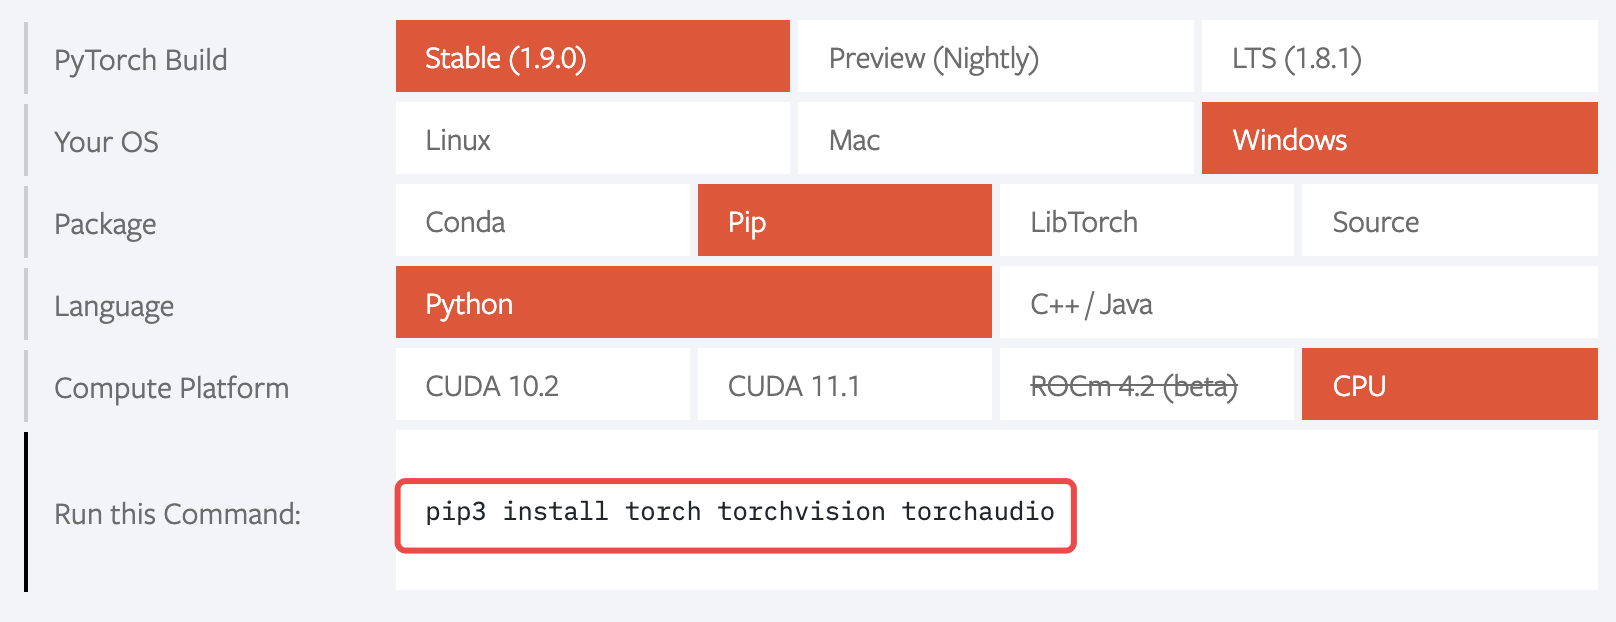 PyTorch Build Stable (1.9.0) Preview (Nightly) LTS (1.8.1)
Your OS Linux Mac Windows
Package Conda Pip LibTorch Source
Language Python C++ / Java
Compute Platform CUDA 10.2 CUDA 11.1 ROCm 4.2 (beta) CPU
Run this Command: pip3 install torch torchvision torchaudio